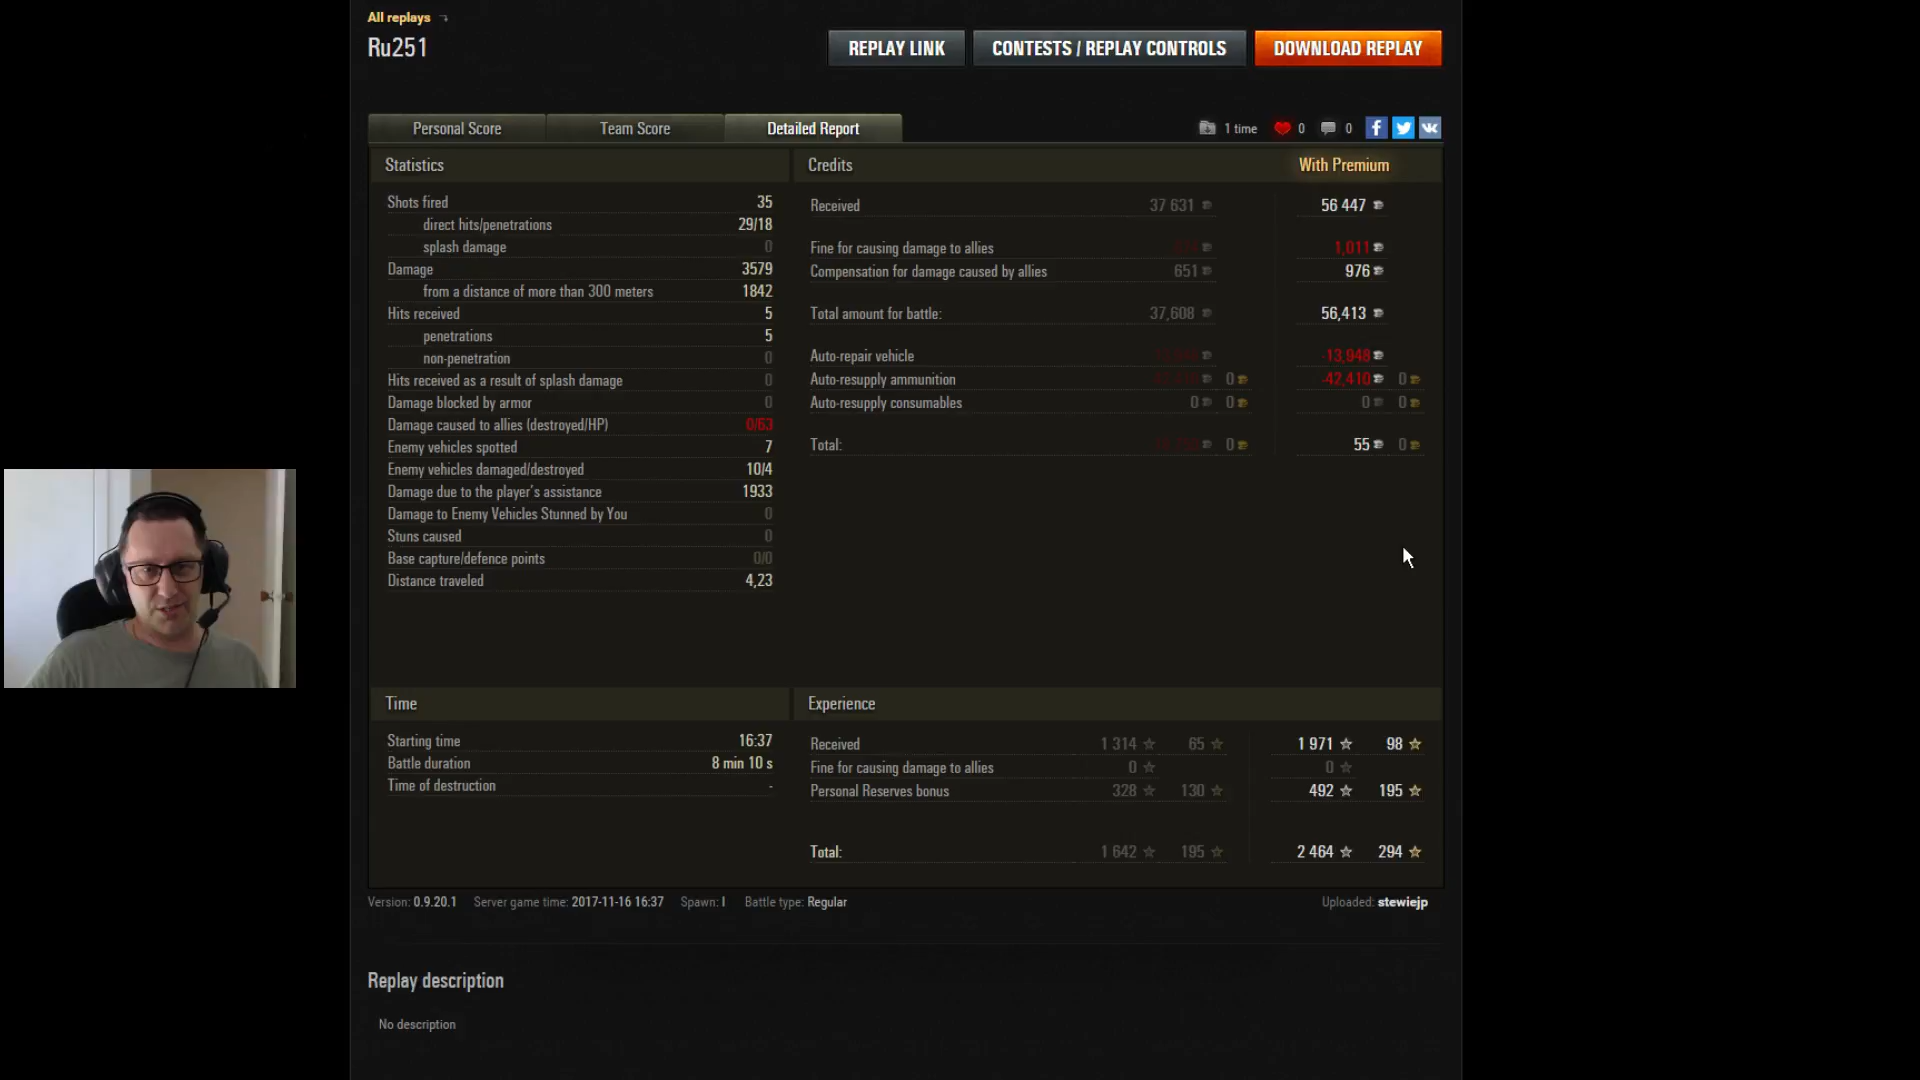 All replays
Ru251
REPLAY LINK
CONTESTS / REPLAY CONTROLS
DOWNLOAD REPLAY
Personal Score
Team Score
Detailed Report
1 time
0
0
Statistics
Shots fired 35
direct hits/penetrations 29/18
splash damage 0
Damage 3579
from a distance of more than 300 meters 1842
Hits received 5
penetrations 5
non-penetration 0
Hits received as a result of splash damage 0
Damage blocked by armor 0
Damage caused to allies (destroyed/HP) 0/63
Enemy vehicles spotted 7
Enemy vehicles damaged/destroyed 10/4
Damage due to the player's assistance 1933
Damage to Enemy Vehicles Stunned by You 0
Stuns caused 0
Base capture/defence points 0/0
Distance traveled 4,23
Credits With Premium
Received 37 631 56 447
Fine for causing damage to allies 1,011
Compensation for damage caused by allies 651 976
Total amount for battle: 37,608 56,413
Auto-repair vehicle -13,948
Auto-resupply ammunition 0 -42,410 0
Auto-resupply consumables 0 0 0 0
Total: 0 55 0
Time
Starting time 16:37
Battle duration 8 min 10 s
Time of destruction -
Experience
Received 1 314 65 1 971 98
Fine for causing damage to allies 0 0
Personal Reserves bonus 328 130 492 195
Total: 1 642 195 2 464 294
Version: 0.9.20.1 Server game time: 2017-11-16 16:37 Spawn: I Battle type: Regular
Uploaded: stewiejp
Replay description
No description